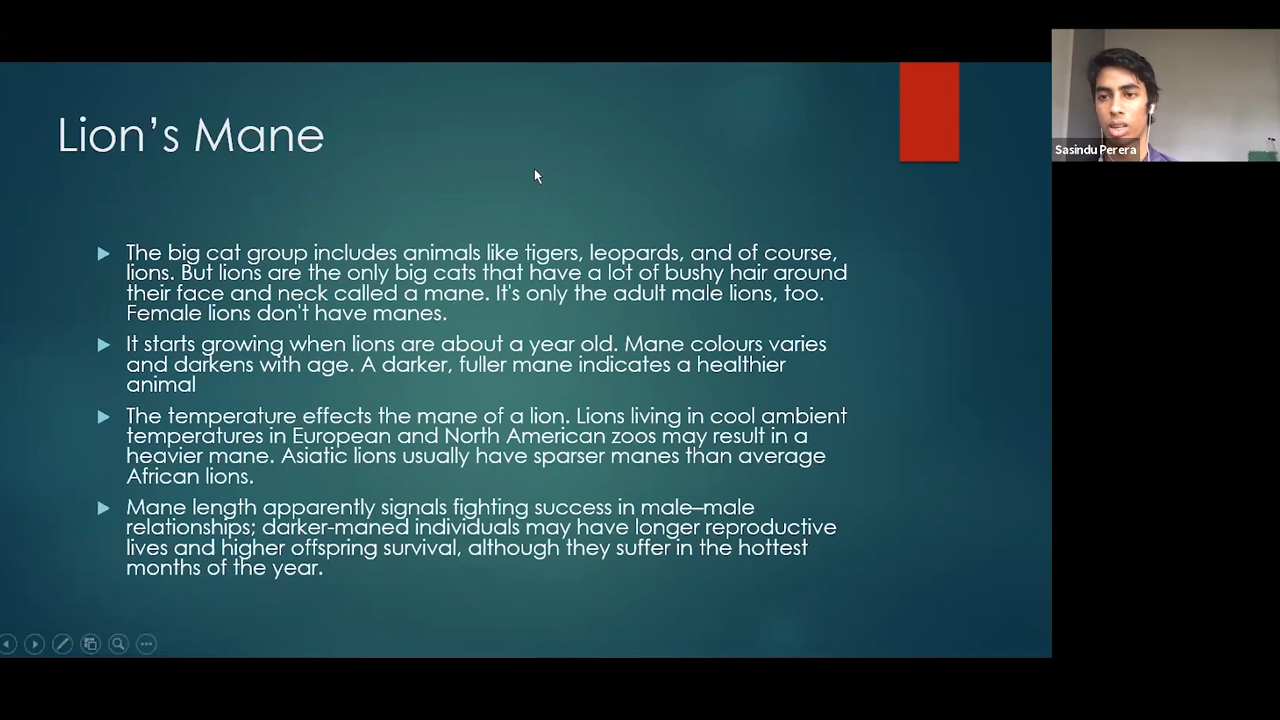 Lion's Mane
The big cat group includes animals like tigers, leopards, and of course,
lions. But lions are the only big cats that have a lot of bushy hair around
their face and neck called a mane. It's only the adult male lions, too.
Female lions don't have manes.
It starts growing when lions are about a year old. Mane colours varies
and darkens with age. A darker, fuller mane indicates a healthier
animal
The temperature effects the mane of a lion. Lions living in cool ambient
temperatures in European and North American zoos may result in a
heavier mane. Asiatic lions usually have sparser manes than average
African lions.
Mane length apparently signals fighting success in male–male
relationships; darker-maned individuals may have longer reproductive
lives and higher offspring survival, although they suffer in the hottest
months of the year.
Sasindu Perera